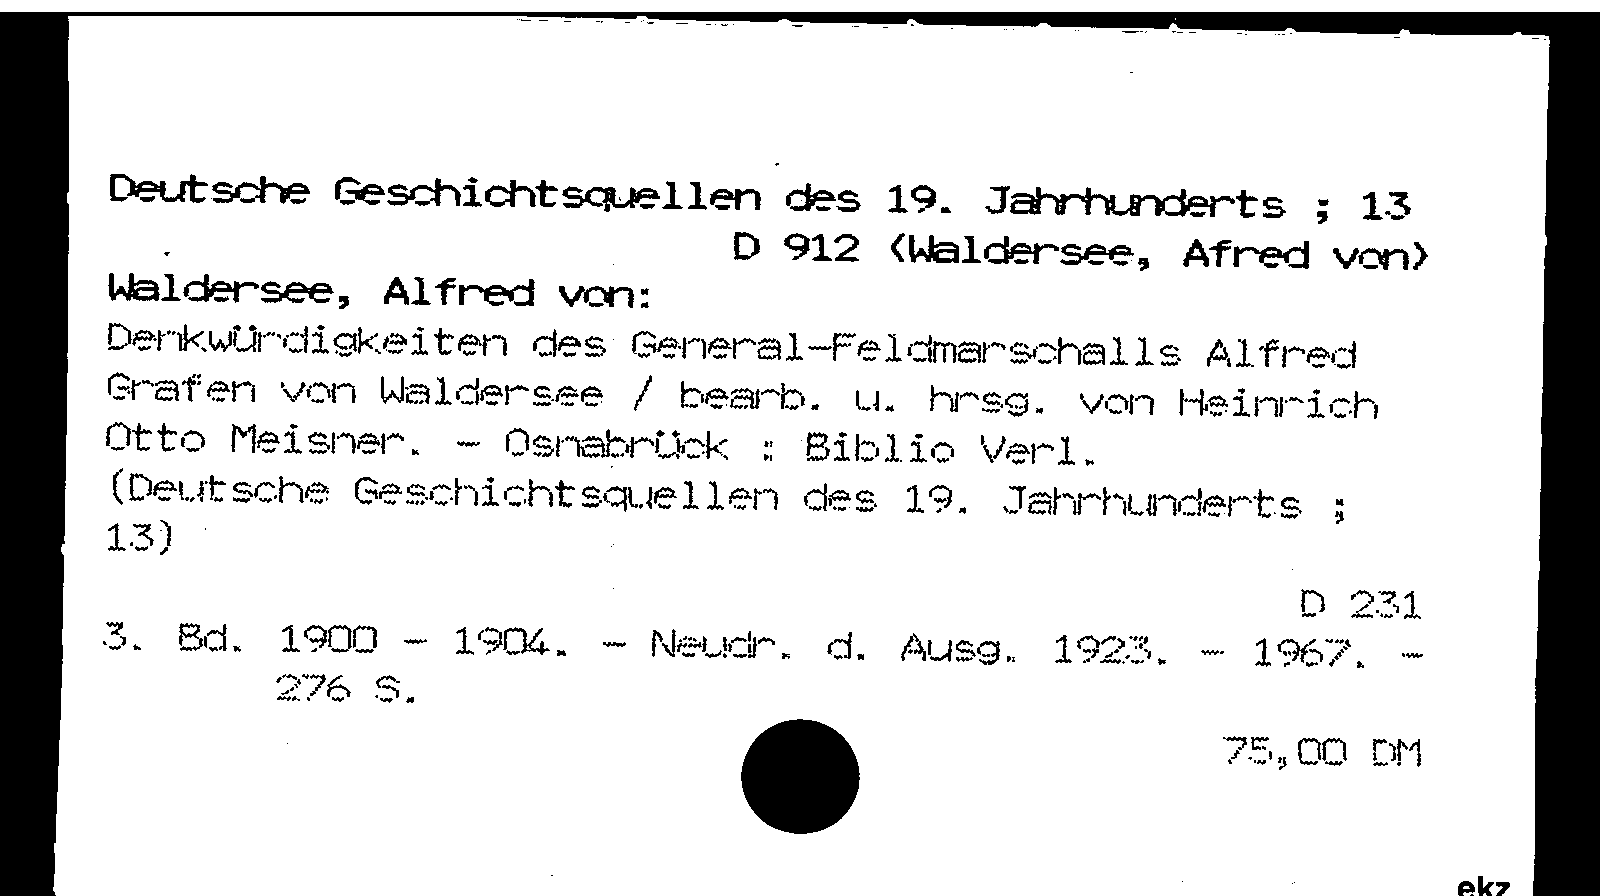 Deutsche Geschichtsquellen des 19. Jahrhunderts ; 13
D 912 <Waldersee, Afred von>
Waldersee, Alfred von:
Denkwürdigkeiten des General-Feldmarschalls Alfred
Grafen von Waldersee / bearb. u. hrsg. von Heinrich
Otto Meisner. - Osnabrück : Biblio Verl.
(Deutsche Geschichtsquellen des 19. Jahrhunderts ;
13)
D 231
3. Bd. 1900 - 1904. - Neudr. d. Ausg. 1923. - 1967. -
276 S.
75,00 DM
ekz